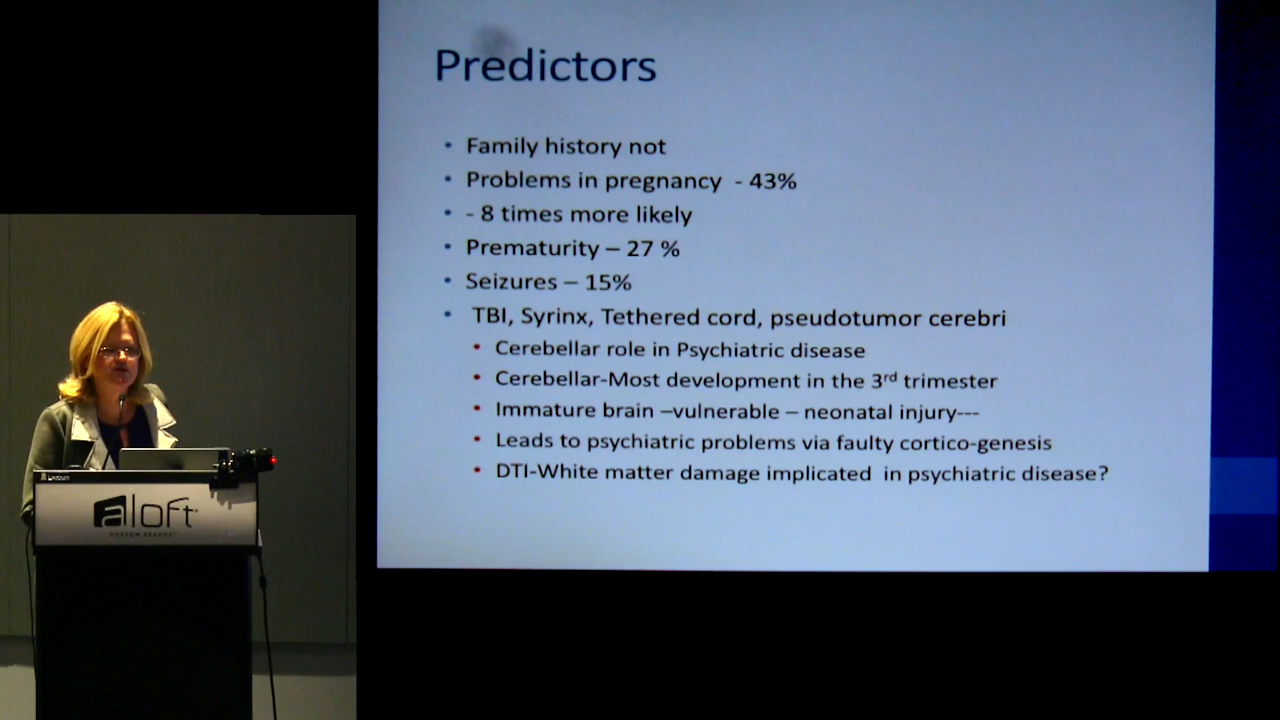 Predictors
• Family history not
• Problems in pregnancy - 43%
• - 8 times more likely
• Prematurity – 27 %
• Seizures – 15%
• TBI, Syrinx, Tethered cord, pseudotumor cerebri
• Cerebellar role in Psychiatric disease
• Cerebellar-Most development in the 3rd trimester
• Immature brain –vulnerable – neonatal injury---
• Leads to psychiatric problems via faulty cortico-genesis
• DTI-White matter damage implicated in psychiatric disease?
aloft